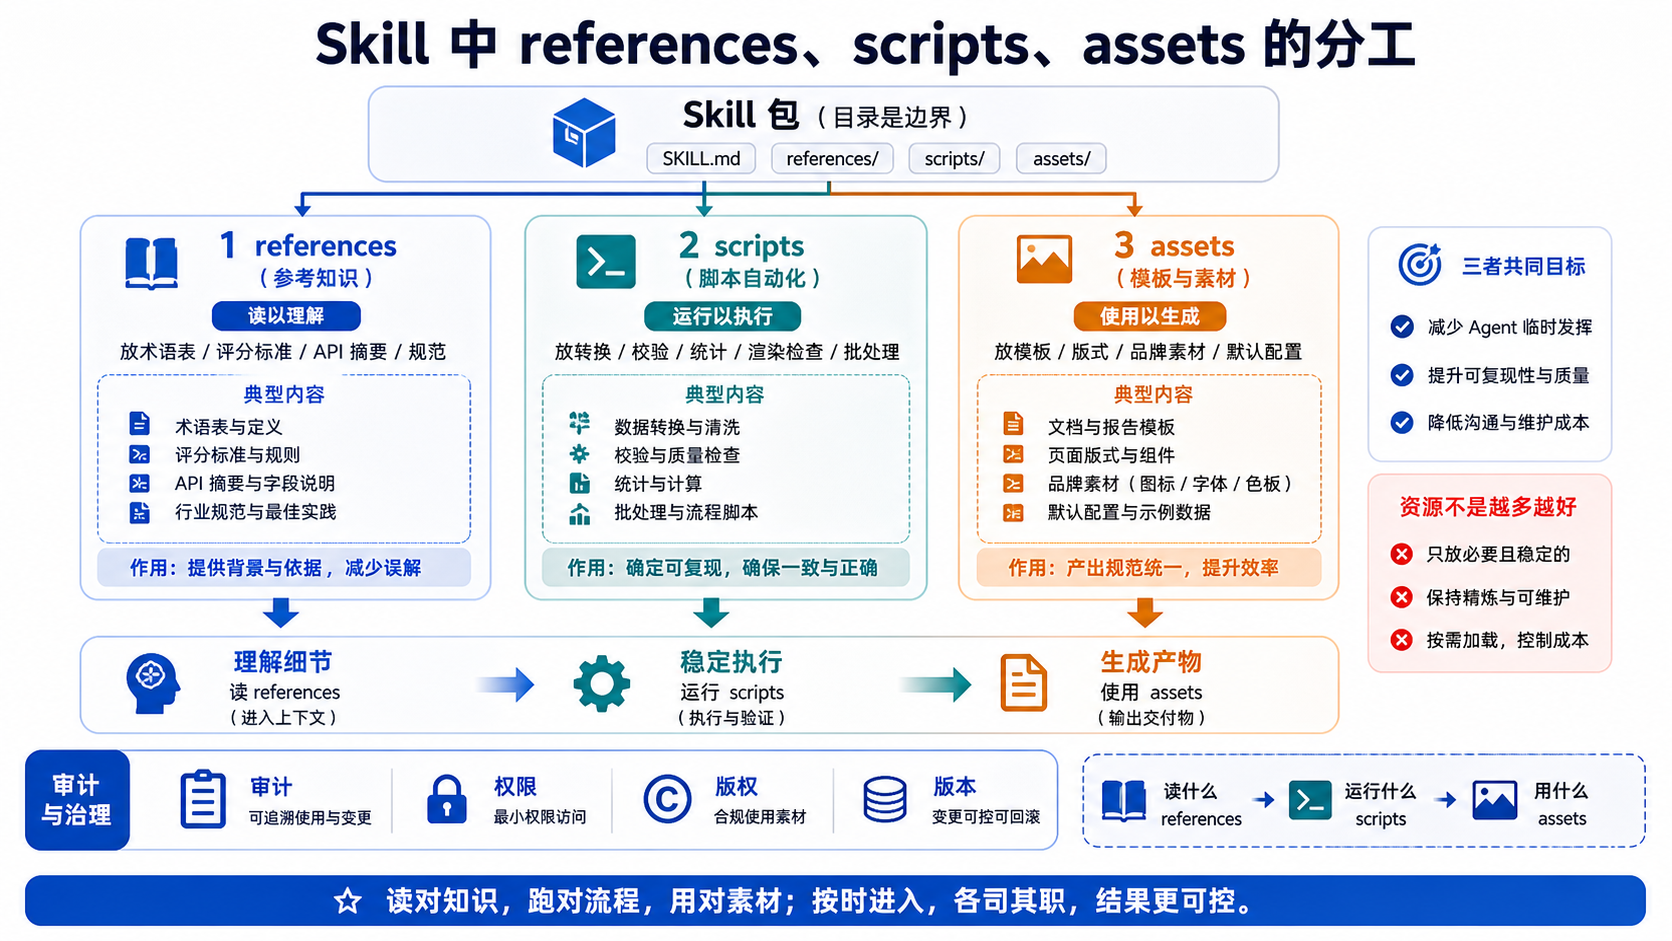 Skill 中 references、scripts、assets 的分工
Skill 包（目录是边界）
SKILL.md
references/
scripts/
assets/
1 references
（参考知识）
读以理解
放术语表 / 评分标准 / API 摘要 / 规范
典型内容
术语表与定义
评分标准与规则
API 摘要与字段说明
行业规范与最佳实践
作用：提供背景与依据，减少误解
2 scripts
（脚本自动化）
运行以执行
放转换 / 校验 / 统计 / 渲染检查 / 批处理
典型内容
数据转换与清洗
校验与质量检查
统计与计算
批处理与流程脚本
作用：确定可复现，确保一致与正确
3 assets
（模板与素材）
使用以生成
放模板 / 版式 / 品牌素材 / 默认配置
典型内容
文档与报告模板
页面版式与组件
品牌素材（图标 / 字体 / 色板）
默认配置与示例数据
作用：产出规范统一，提升效率
三者共同目标
减少 Agent 临时发挥
提升可复现性与质量
降低沟通与维护成本
资源不是越多越好
只放必要且稳定的
保持精炼与可维护
按需加载，控制成本
理解细节
读 references
（进入上下文）
稳定执行
运行 scripts
（执行与验证）
生成产物
使用 assets
（输出交付物）
审计
与治理
审计
可追溯使用与变更
权限
最小权限访问
版权
合规使用素材
版本
变更可控可回滚
读什么
references
运行什么
scripts
用什么
assets
读对知识，跑对流程，用对素材；按时进入，各司其职，结果更可控。